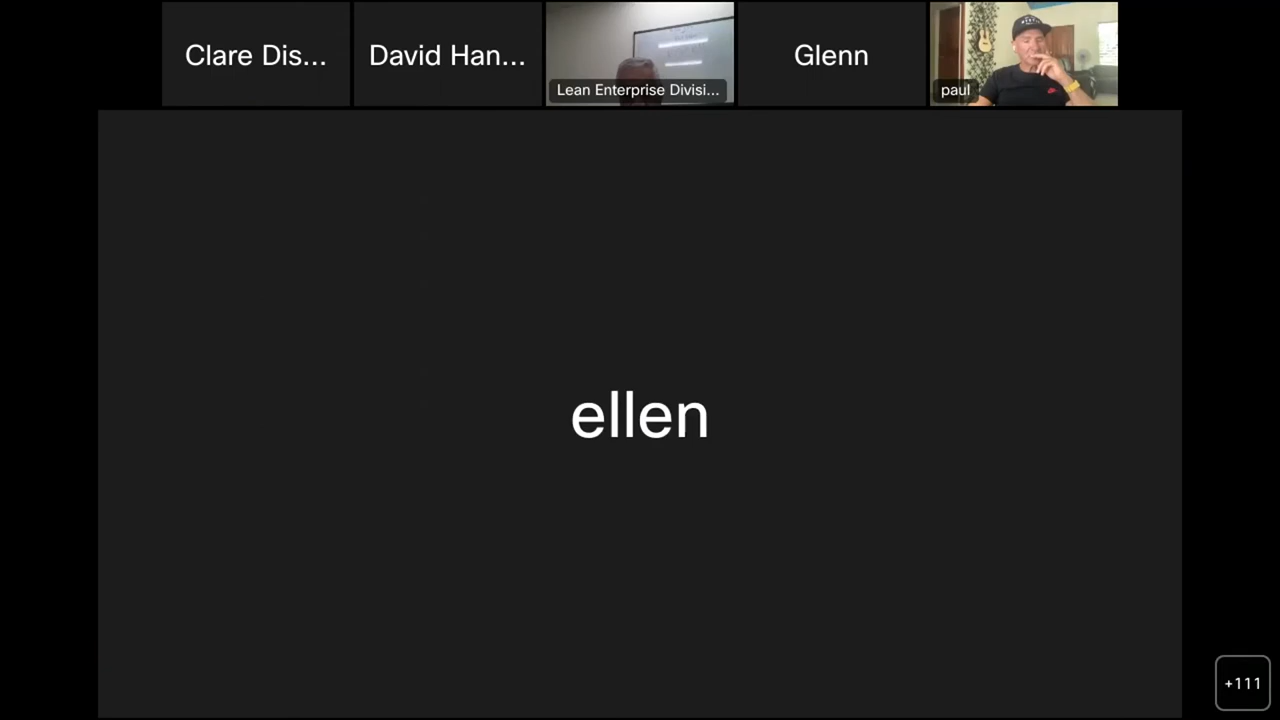 Clare Dis...
David Han...
Lean Enterprise Divisi...
Glenn
paul
ellen
+111